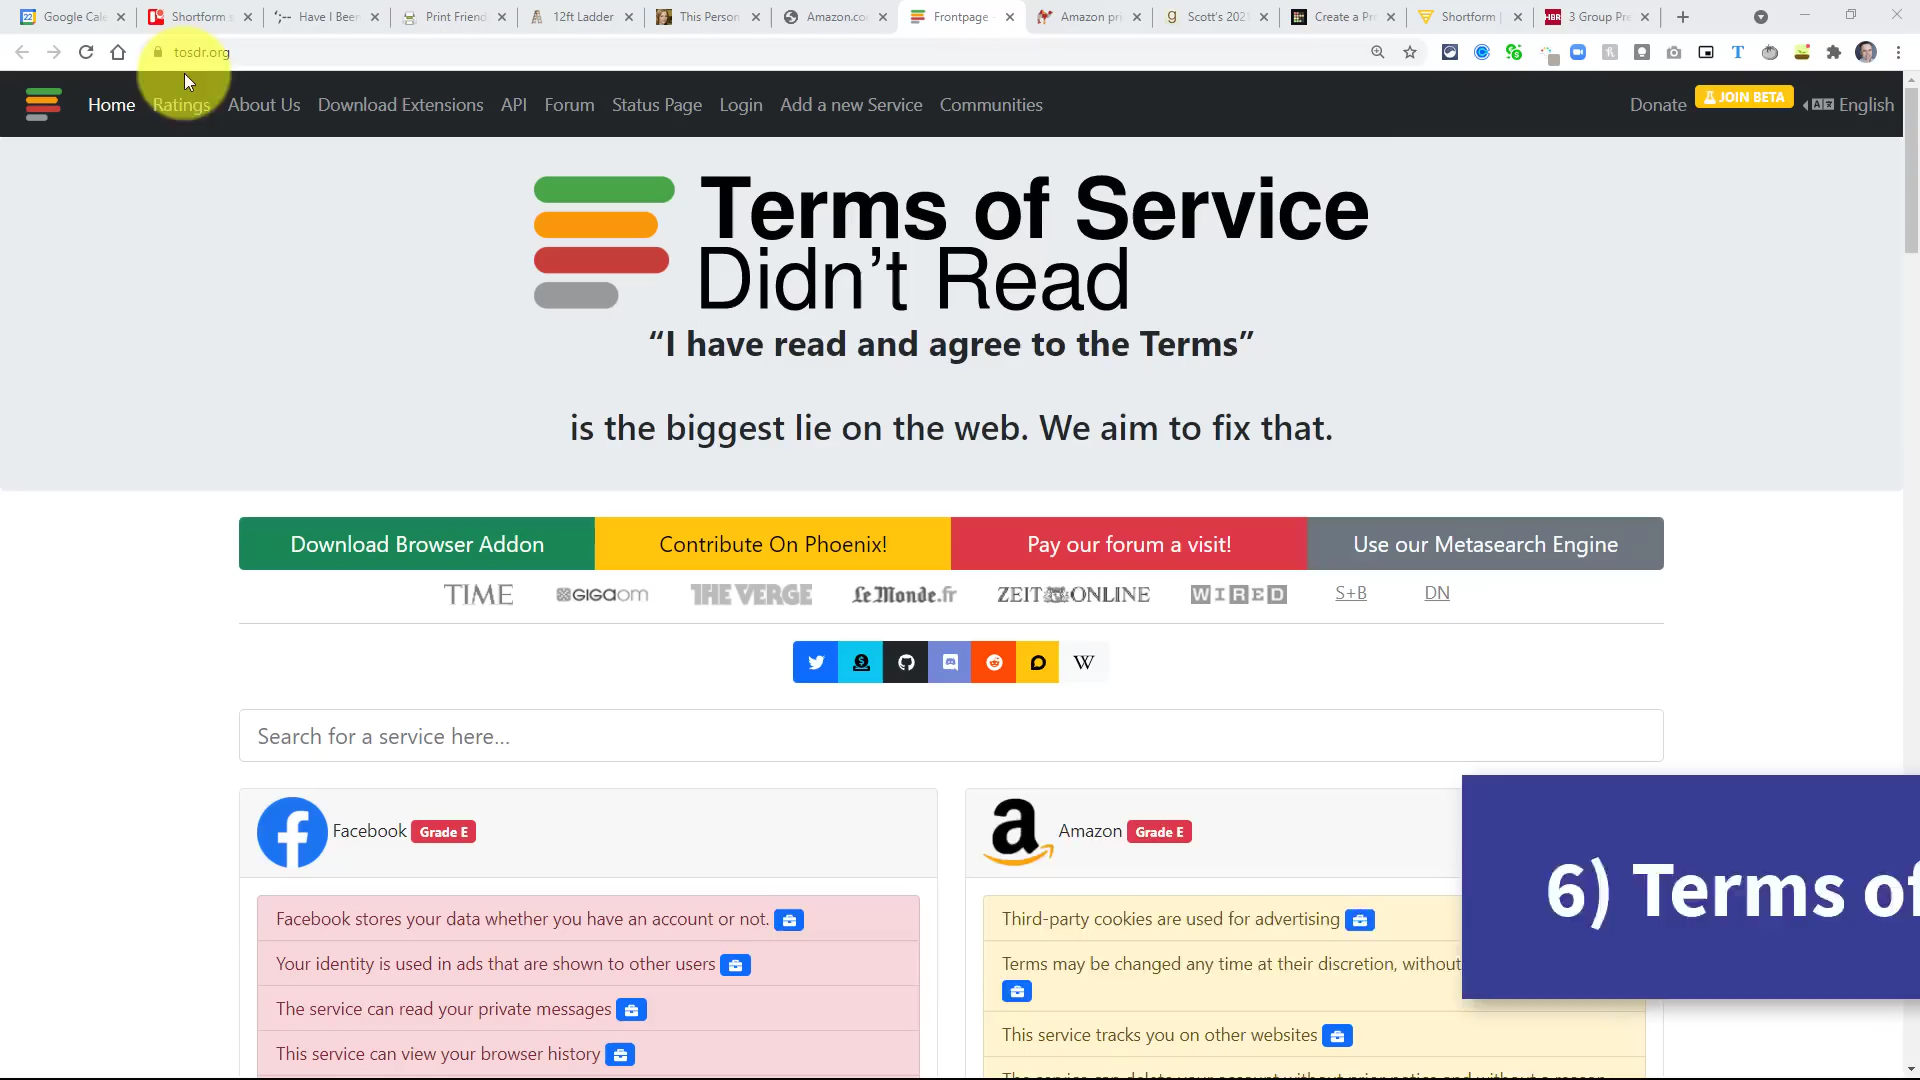 Google Cale
Shortform s
Have I Been
Print Friend
12ft Ladder
This Person
Amazon.co
Frontpage -
Amazon pri
Scott's 202
Create a Pr
Shortform |
HBR
3 Group Pre
tosdr.org
Home
Ratings
About Us
Download Extensions
API
Forum
Status Page
Login
Add a new Service
Communities
Donate
JOIN BETA
English
Terms of Service
Didn't Read
“I have read and agree to the Terms”
is the biggest lie on the web. We aim to fix that.
Download Browser Addon
Contribute On Phoenix!
Pay our forum a visit!
Use our Metasearch Engine
TIME
GIGAOM
THE VERGE
Le Monde.fr
ZEIT ONLINE
WIRED
S+B
DN
W
Search for a service here...
Facebook Grade E
Amazon Grade E
6) Terms of
Facebook stores your data whether you have an account or not.
Your identity is used in ads that are shown to other users
The service can read your private messages
This service can view your browser history
Third-party cookies are used for advertising
Terms may be changed any time at their discretion, without
This service tracks you on other websites